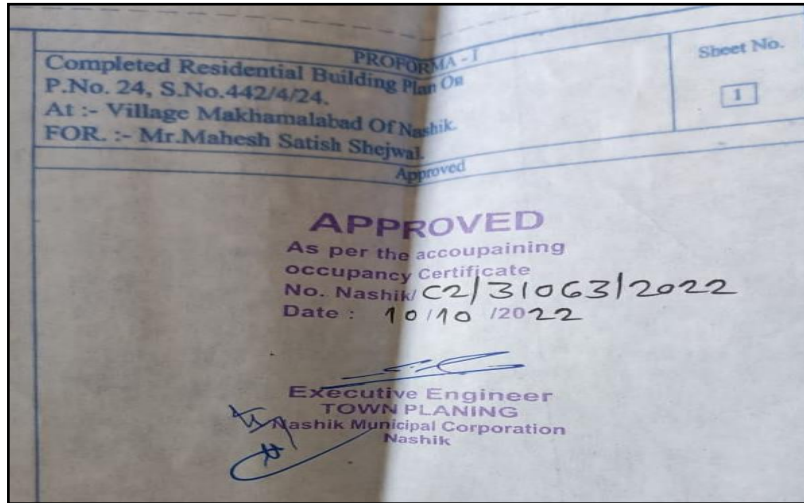 PROFORMA - I
Completed Residential Building Plan On
P.No. 24, S.No.442/4/24.
At :- Village Makhamalabad Of Nashik.
FOR. :- Mr.Mahesh Satish Shejwal.
Sheet No.
1
Approved
APPROVED
As per the accoupaining
occupancy Certificate
No. Nashik/ C2/31063/2022
Date : 10/10 /2022
Executive Engineer
TOWN PLANING
Nashik Municipal Corporation
Nashik